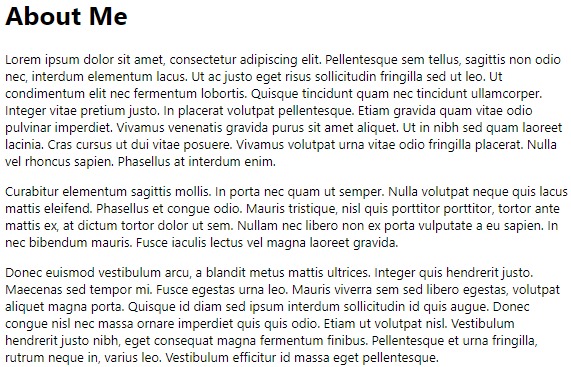 About Me
Lorem ipsum dolor sit amet, consectetur adipiscing elit. Pellentesque sem tellus, sagittis non odio
nec, interdum elementum lacus. Ut ac justo eget risus sollicitudin fringilla sed ut leo. Ut
condimentum elit nec fermentum lobortis. Quisque tincidunt quam nec tincidunt ullamcorper.
Integer vitae pretium justo. In placerat volutpat pellentesque. Etiam gravida quam vitae odio
pulvinar imperdiet. Vivamus venenatis gravida purus sit amet aliquet. Ut in nibh sed quam laoreet
lacinia. Cras cursus ut dui vitae posuere. Vivamus volutpat urna vitae odio fringilla placerat. Nulla
vel rhoncus sapien. Phasellus at interdum enim.
Curabitur elementum sagittis mollis. In porta nec quam ut semper. Nulla volutpat neque quis lacus
mattis eleifend. Phasellus et congue odio. Mauris tristique, nisl quis porttitor porttitor, tortor ante
mattis ex, at dictum tortor dolor ut sem. Nullam nec libero non ex porta vulputate a eu sapien. In
nec bibendum mauris. Fusce iaculis lectus vel magna laoreet gravida.
Donec euismod vestibulum arcu, a blandit metus mattis ultrices. Integer quis hendrerit justo.
Maecenas sed tempor mi. Fusce egestas urna leo. Mauris viverra sem sed libero egestas, volutpat
aliquet magna porta. Quisque id diam sed ipsum interdum sollicitudin id quis augue. Donec
congue nisl nec massa ornare imperdiet quis quis odio. Etiam ut volutpat nisl. Vestibulum
hendrerit justo nibh, eget consequat magna fermentum finibus. Pellentesque et urna fringilla,
rutrum neque in, varius leo. Vestibulum efficitur id massa eget pellentesque.